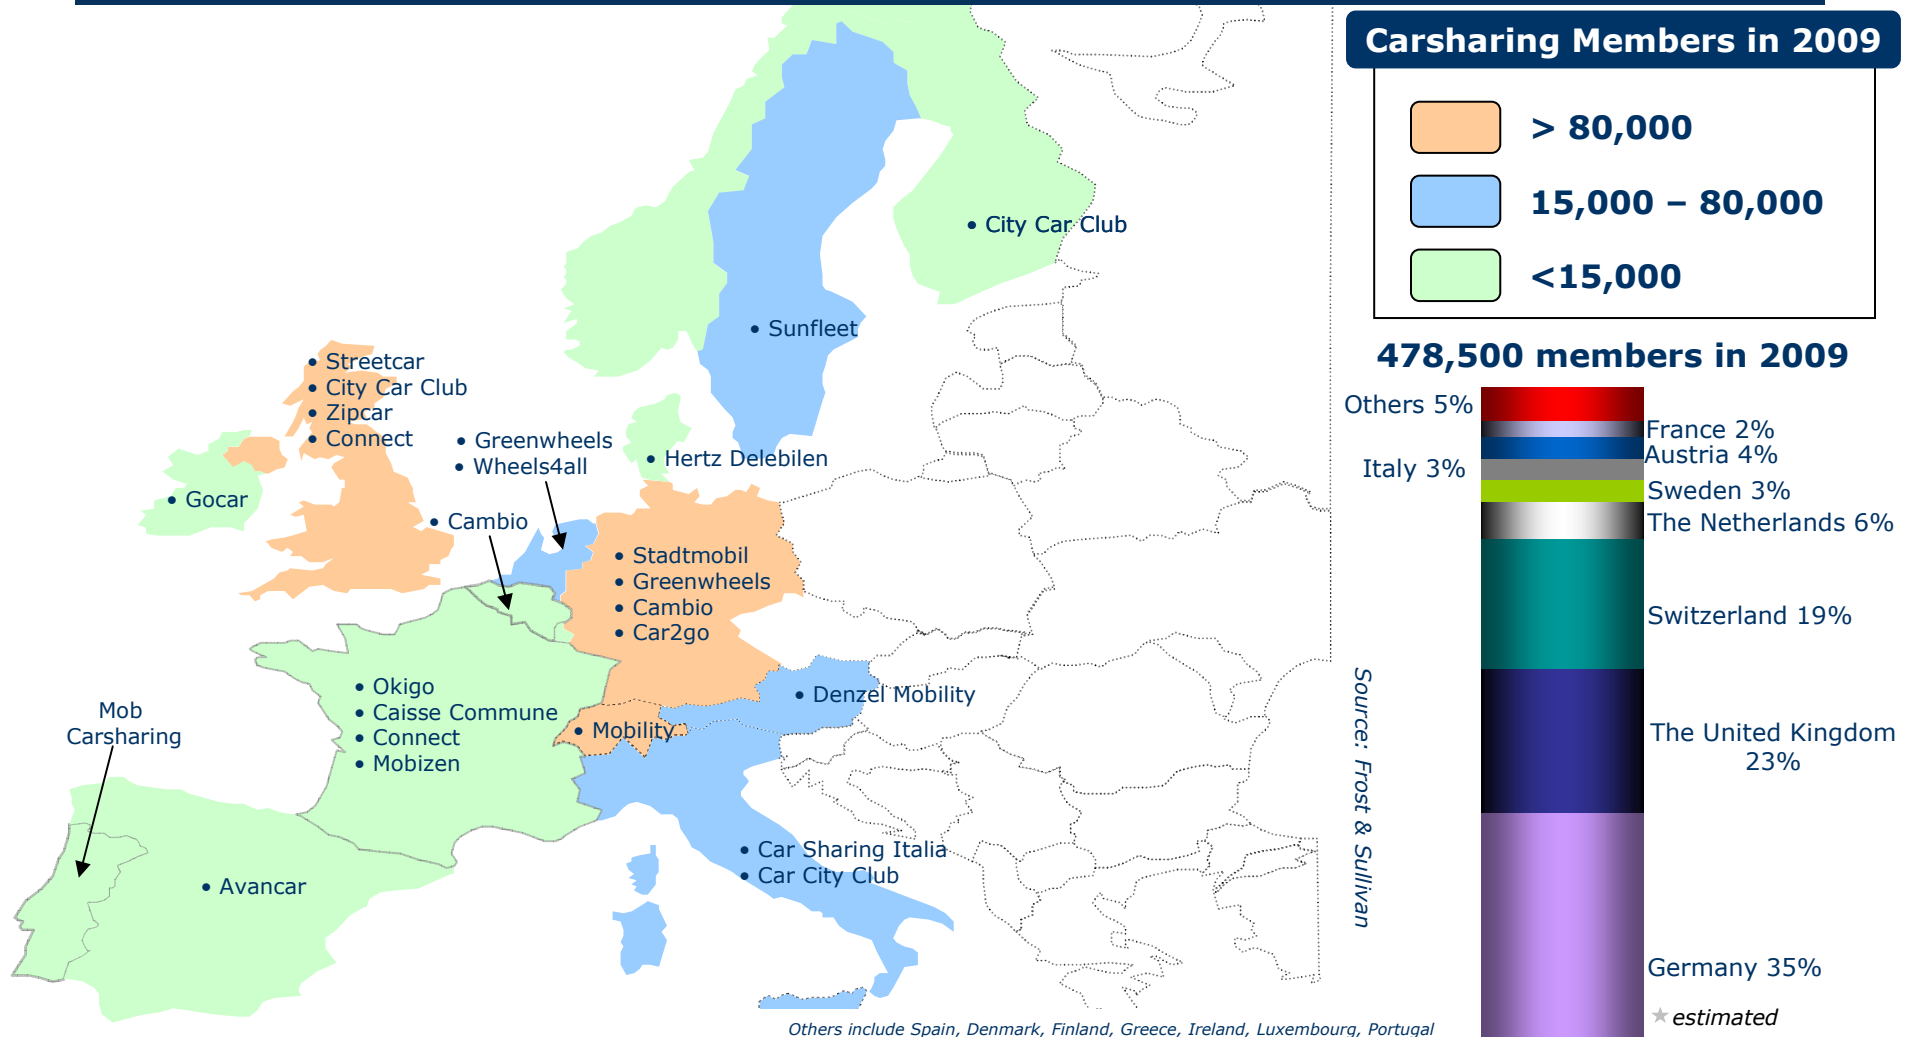 Carsharing Members in 2009
> 80,000
15,000 – 80,000
<15,000
478,500 members in 2009
Others 5%
France 2%
Austria 4%
Italy 3%
Sweden 3%
The Netherlands 6%
Switzerland 19%
The United Kingdom
23%
Germany 35%
★estimated
Source: Frost & Sullivan
• City Car Club
• Sunfleet
• Streetcar
• City Car Club
• Zipcar
• Connect
• Greenwheels
• Wheels4all
• Hertz Delebilen
• Gocar
• Cambio
• Stadtmobil
• Greenwheels
• Cambio
• Car2go
• Okigo
• Caisse Commune
• Connect
• Mobizen
• Denzel Mobility
• Mobility
Mob
Carsharing
• Car Sharing Italia
• Car City Club
• Avancar
Others include Spain, Denmark, Finland, Greece, Ireland, Luxembourg, Portugal